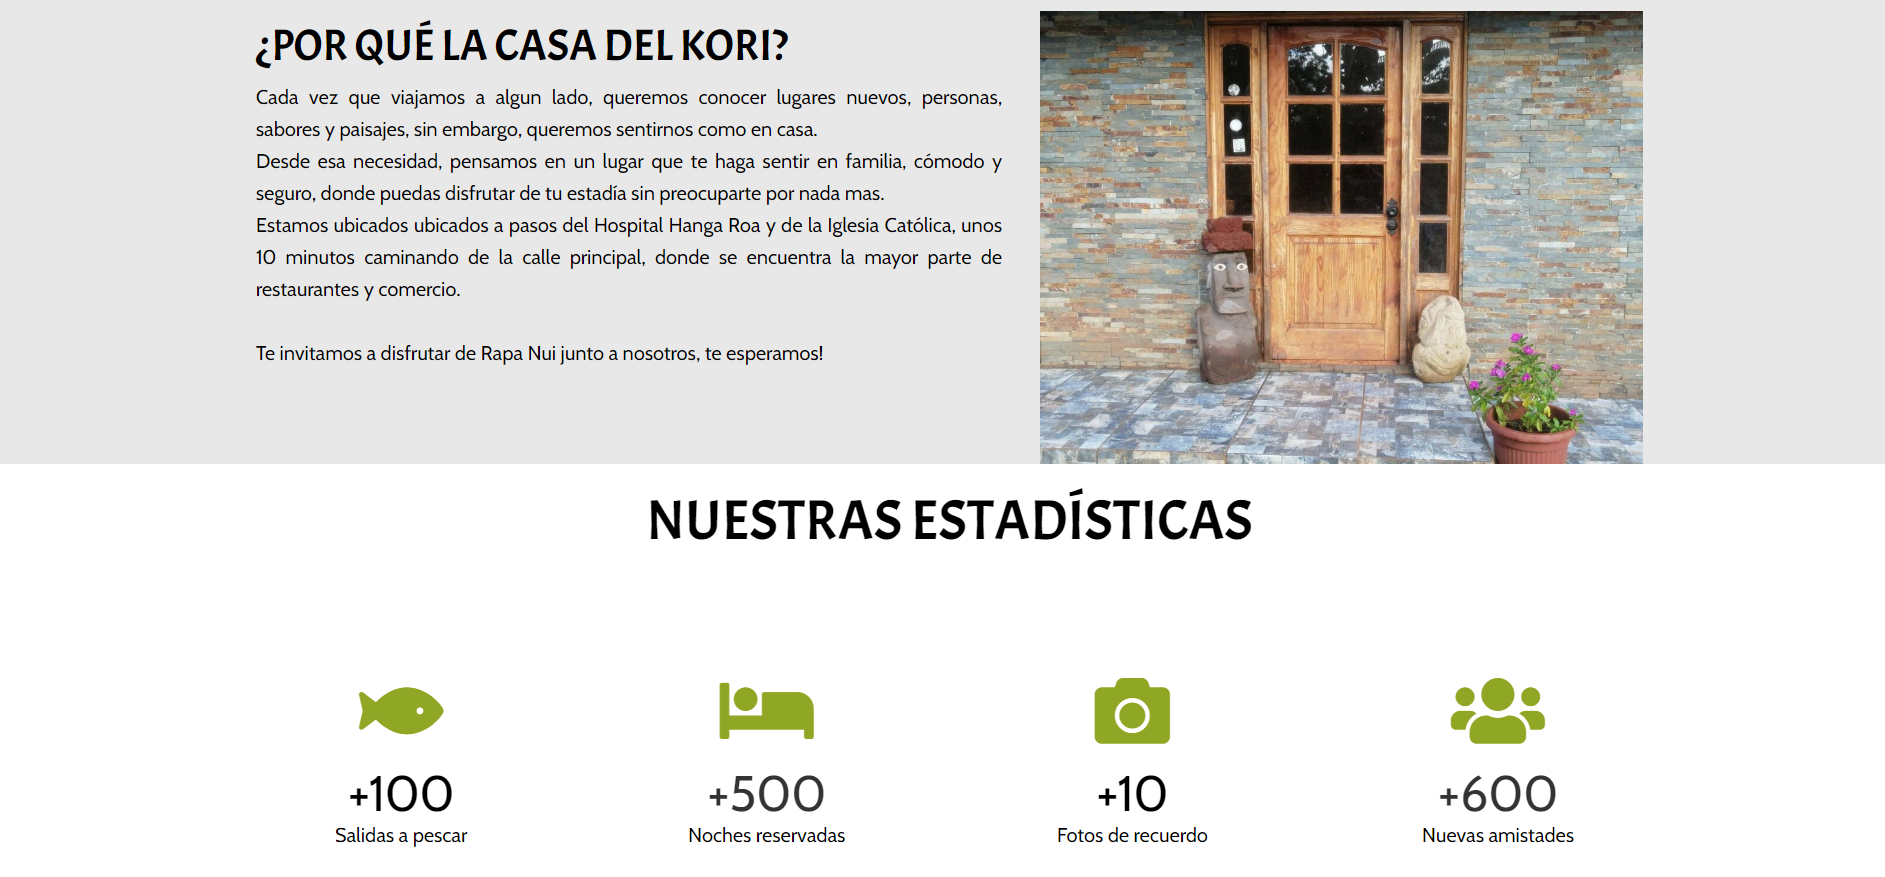 ¿POR QUÉ LA CASA DEL KORI?
Cada vez que viajamos a algun lado, queremos conocer lugares nuevos, personas,
sabores y paisajes, sin embargo, queremos sentirnos como en casa.
Desde esa necesidad, pensamos en un lugar que te haga sentir en familia, cómodo y
seguro, donde puedas disfrutar de tu estadía sin preocuparte por nada mas.
Estamos ubicados ubicados a pasos del Hospital Hanga Roa y de la Iglesia Católica, unos
10 minutos caminando de la calle principal, donde se encuentra la mayor parte de
restaurantes y comercio.
Te invitamos a disfrutar de Rapa Nui junto a nosotros, te esperamos!
NUESTRAS ESTADÍSTICAS
+100
Salidas a pescar
+500
Noches reservadas
+10
Fotos de recuerdo
+600
Nuevas amistades